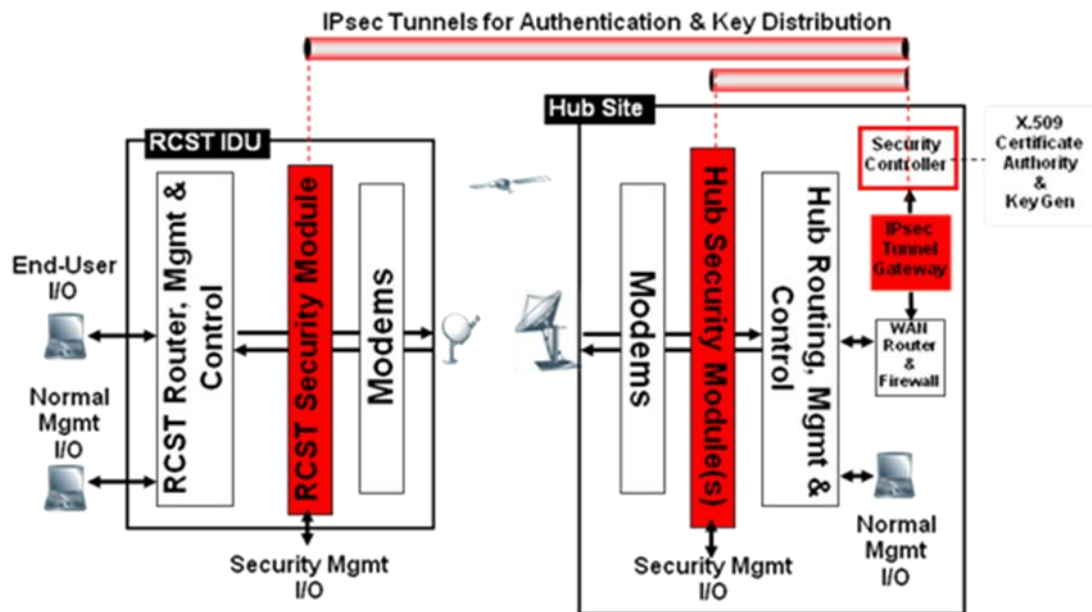 IPsec Tunnels for Authentication & Key Distribution
RCST IDU
RCST Router, Mgmt &
Control
RCST Security Module
Modems
End-User
I/O
Normal
Mgmt
I/O
Security Mgmt
I/O
Hub Site
Modems
Hub Security Module(s)
Hub Routing, Mgmt &
Control
Security
Controller
IPsec
Tunnel
Gateway
WAN
Router
&
Firewall
Normal
Mgmt
I/O
Security Mgmt
I/O
X.509
Certificate
Authority
&
Key Gen